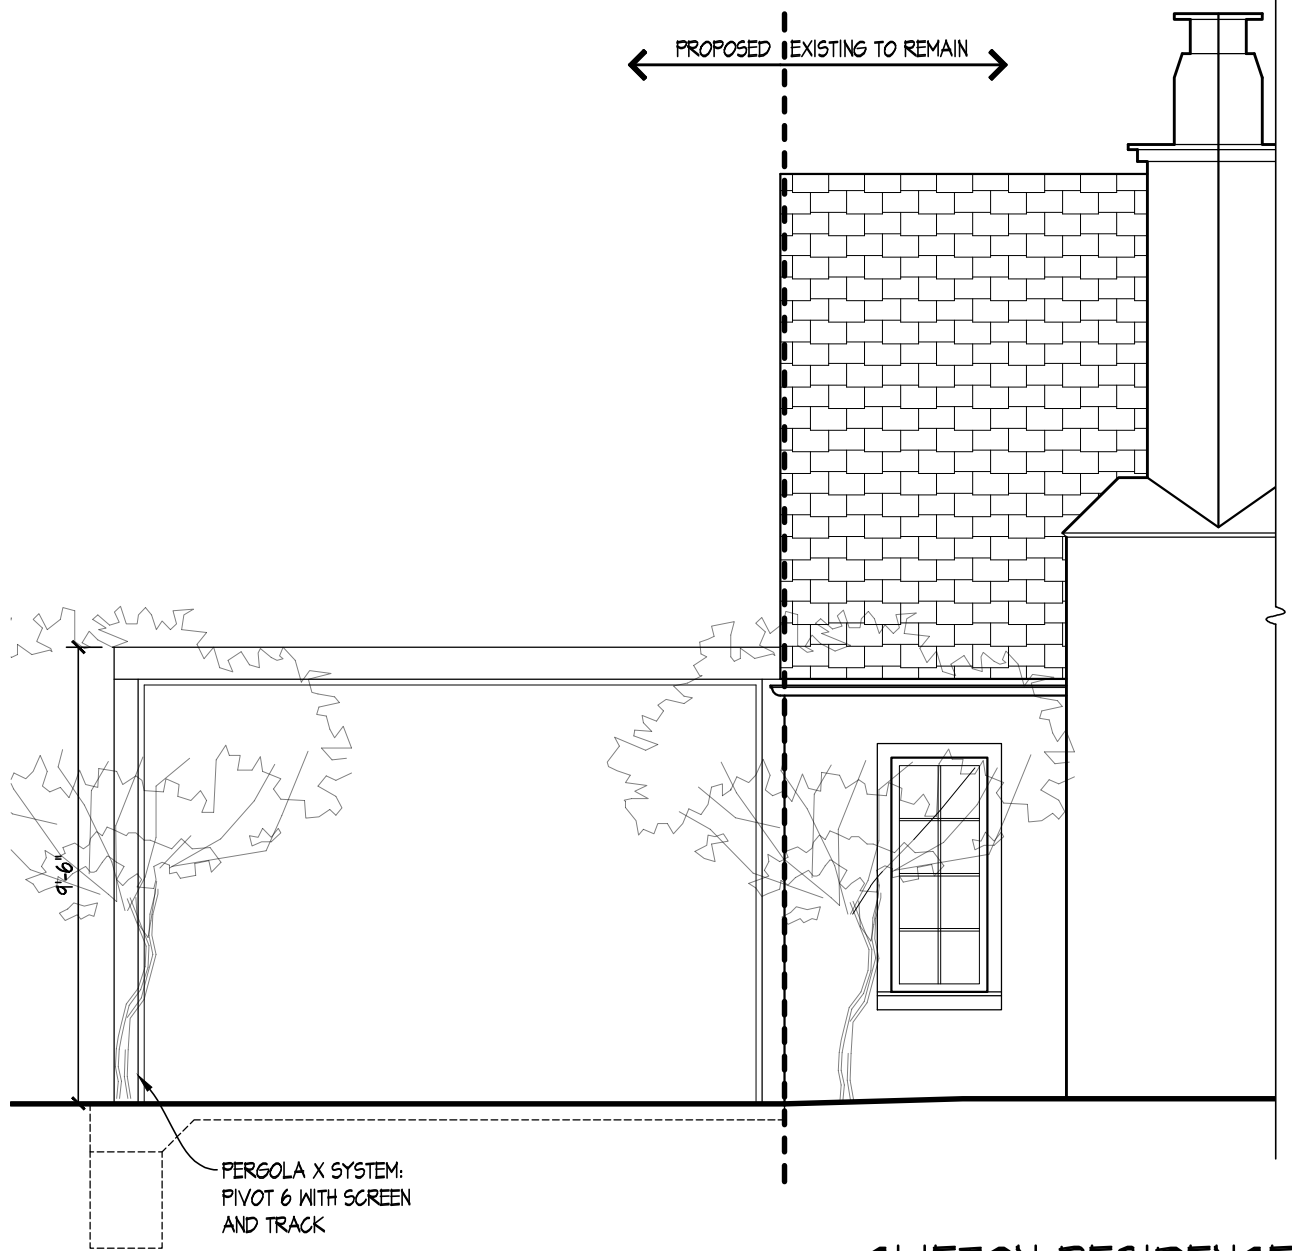 PROPOSED EXISTING TO REMAIN
9'-6"
PERGOLA X SYSTEM:
PIVOT 6 WITH SCREEN
AND TRACK